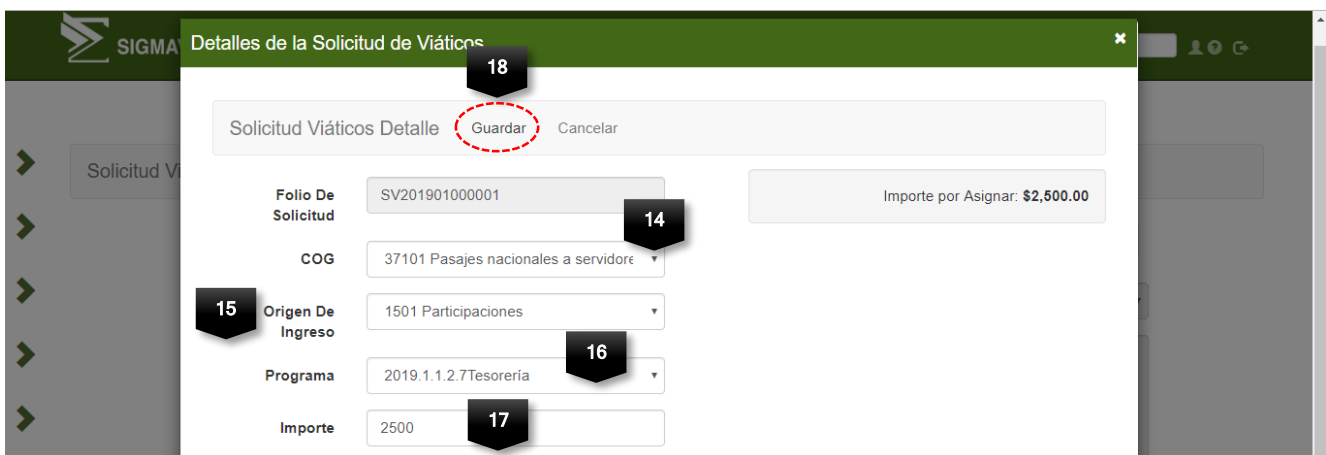 SIGMA
Detalles de la Solicitud de Viáticos
18
Solicitud Viáticos Detalle Guardar Cancelar
Solicitud
Folio De Solicitud
SV201901000001
14
Importe por Asignar: $2,500.00
COG
37101 Pasajes nacionales a
15
Origen De Ingreso
1501 Participaciones
16
Programa
2019.1.1.2.7Tesorería
17
Importe
2500